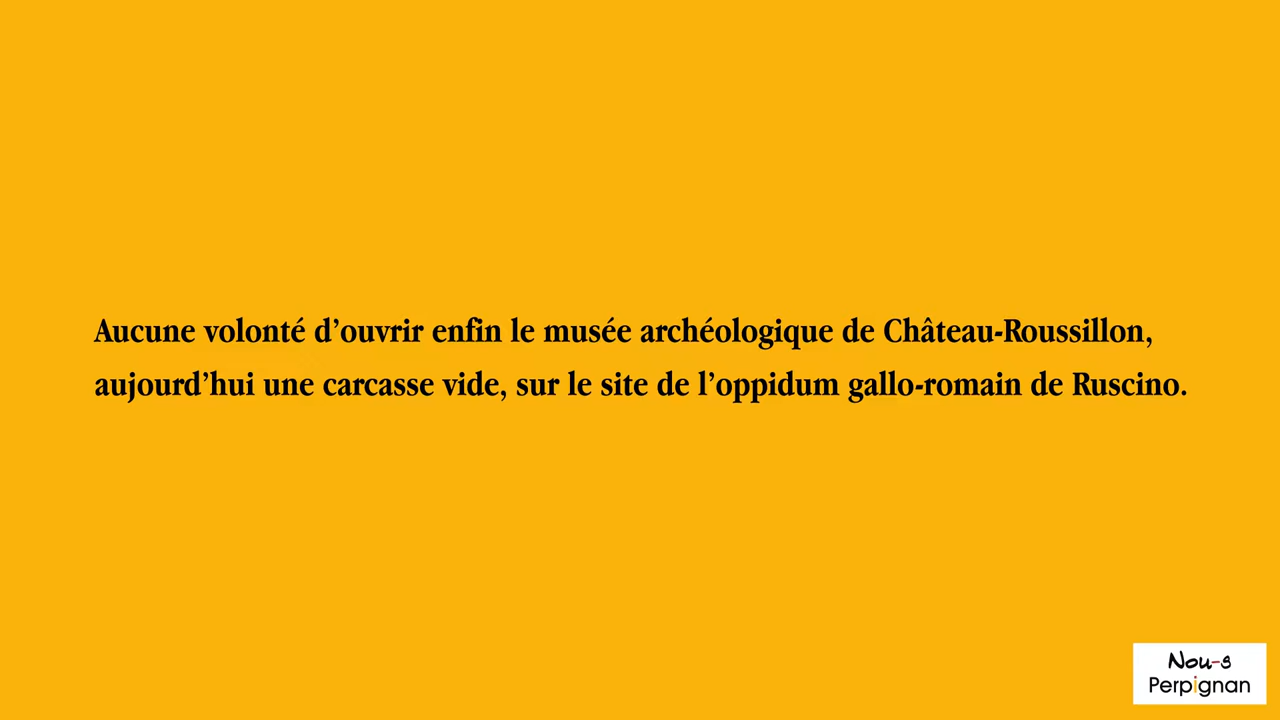 Aucune volonté d’ouvrir enfin le musée archéologique de Château-Roussillon,
aujourd’hui une carcasse vide, sur le site de l’oppidum gallo-romain de Ruscino.
Nou-s
Perpignan